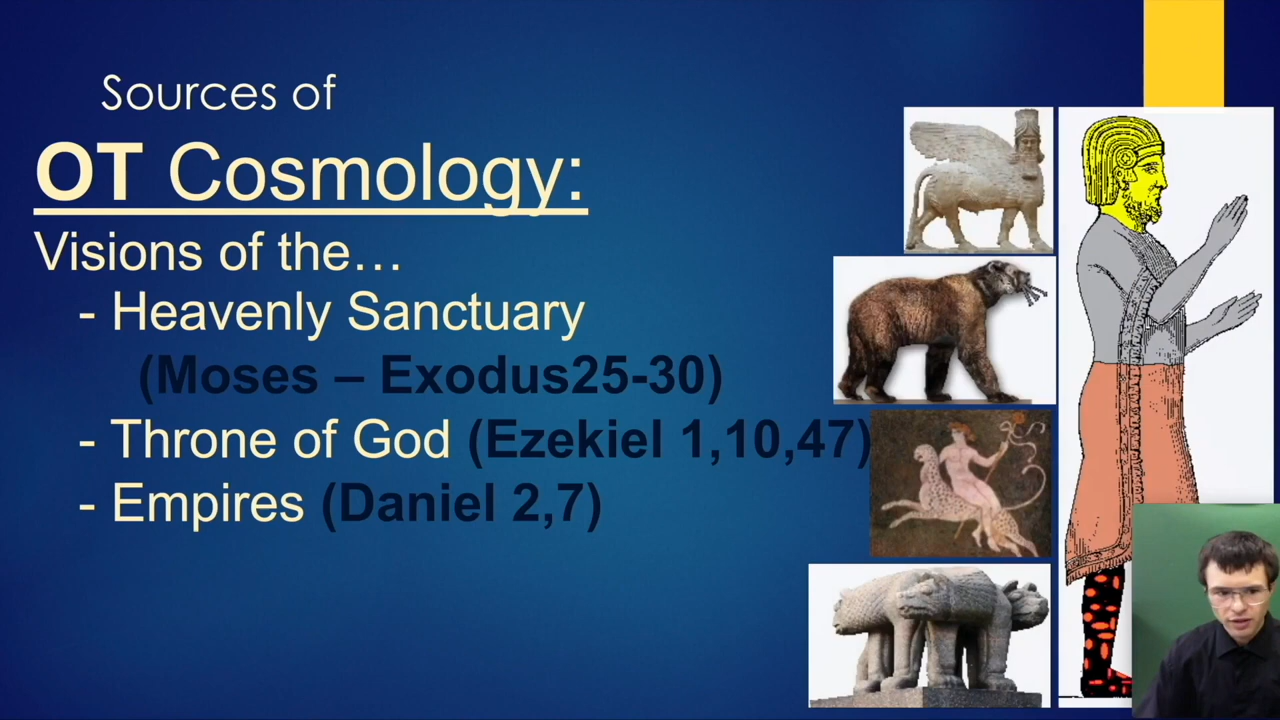 Sources of
OT Cosmology:
Visions of the…
- Heavenly Sanctuary
(Moses – Exodus25-30)
- Throne of God (Ezekiel 1,10,47)
- Empires (Daniel 2,7)